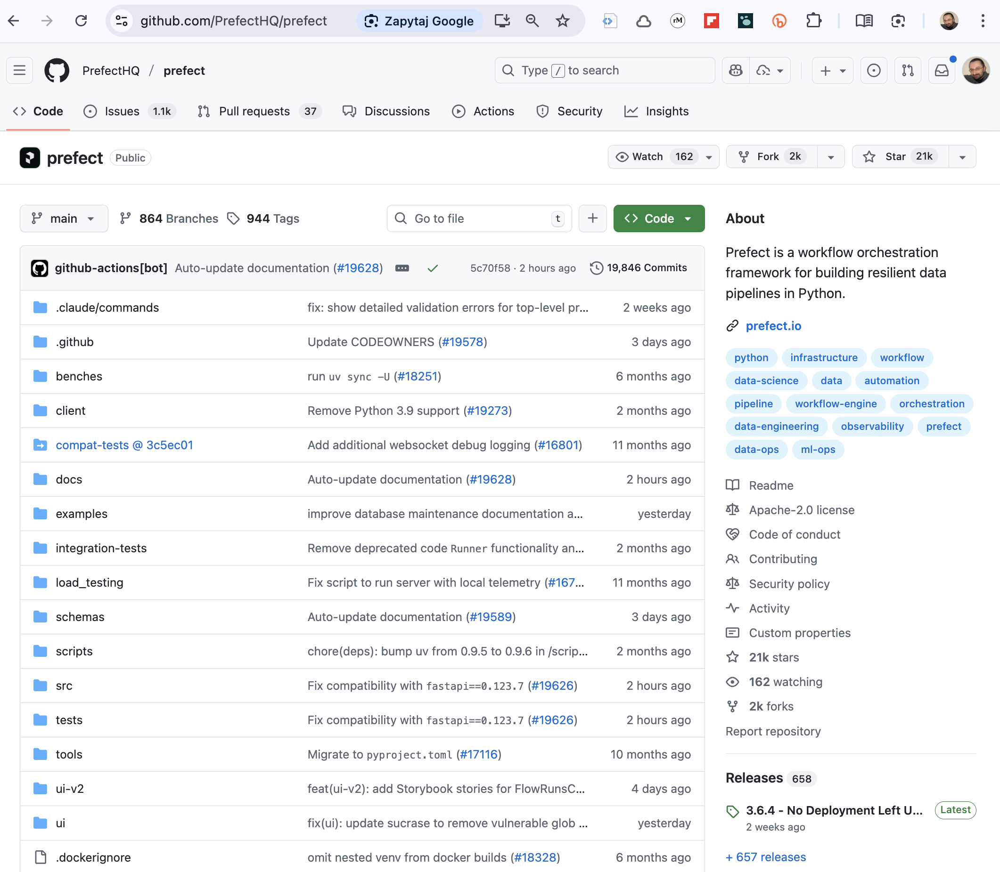 github.com/PrefectHQ/prefect
Zapytaj Google
rM
PrefectHQ / prefect
Type / to search
Code
Issues 1.1k
Pull requests 37
Discussions
Actions
Security
Insights
prefect Public
Watch 162
Fork 2k
Star 21k
main
864 Branches
944 Tags
Go to file t
Code
github-actions[bot] Auto-update documentation (#19628) 5c70f58 · 2 hours ago 19,846 Commits
.claude/commands fix: show detailed validation errors for top-level pr... 2 weeks ago
.github Update CODEOWNERS (#19578) 3 days ago
benches run uv sync -U (#18251) 6 months ago
client Remove Python 3.9 support (#19273) 2 months ago
compat-tests @ 3c5ec01 Add additional websocket debug logging (#16801) 11 months ago
docs Auto-update documentation (#19628) 2 hours ago
examples improve database maintenance documentation a... yesterday
integration-tests Remove deprecated code Runner functionality an... 2 months ago
load_testing Fix script to run server with local telemetry (#167... 11 months ago
schemas Auto-update documentation (#19589) 3 days ago
scripts chore(deps): bump uv from 0.9.5 to 0.9.6 in /scrip... 2 months ago
src Fix compatibility with fastapi==0.123.7 (#19626) 2 hours ago
tests Fix compatibility with fastapi==0.123.7 (#19626) 2 hours ago
tools Migrate to pyproject.toml (#17116) 10 months ago
ui-v2 feat(ui-v2): add Storybook stories for FlowRunsC... 4 days ago
ui fix(ui): update sucrase to remove vulnerable glob ... yesterday
.dockerignore omit nested venv from docker builds (#18328) 6 months ago
About
Prefect is a workflow orchestration
framework for building resilient data
pipelines in Python.
prefect.io
python infrastructure workflow
data-science data automation
pipeline workflow-engine orchestration
data-engineering observability prefect
data-ops ml-ops
Readme
Apache-2.0 license
Code of conduct
Contributing
Security policy
Activity
Custom properties
21k stars
162 watching
2k forks
Report repository
Releases 658
3.6.4 - No Deployment Left U... Latest
2 weeks ago
+ 657 releases